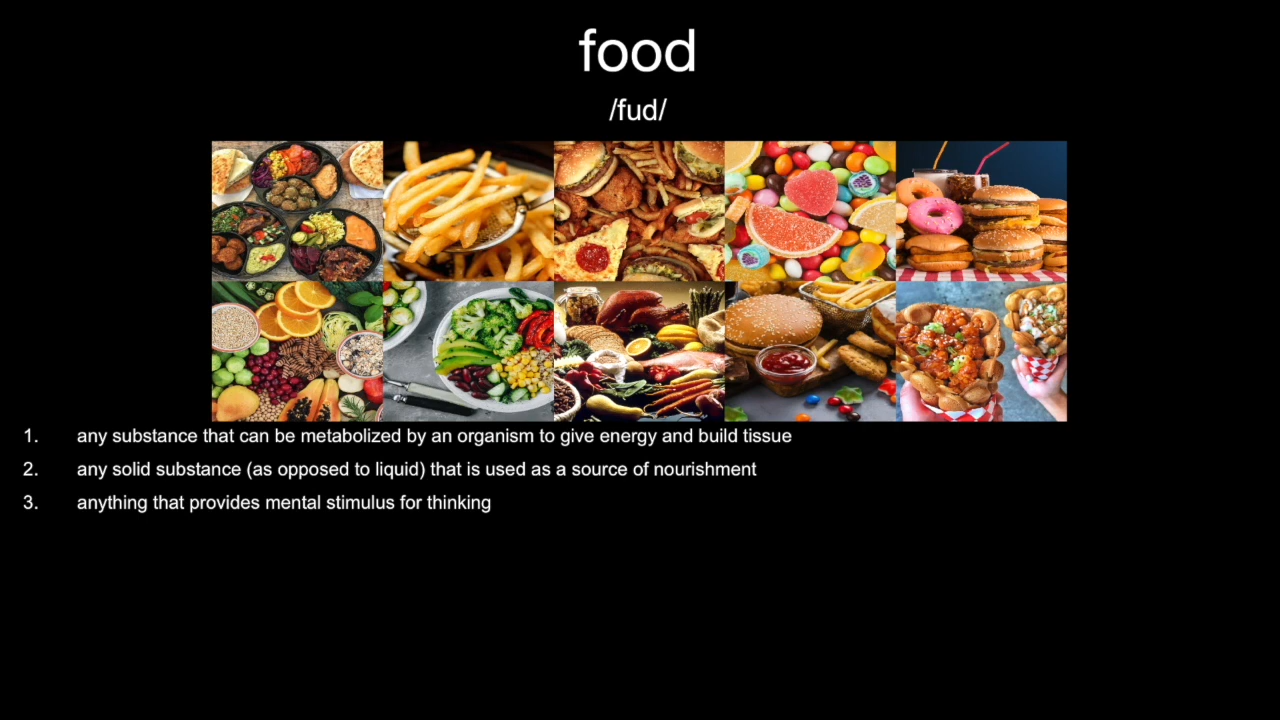 food
/fud/
1. any substance that can be metabolized by an organism to give energy and build tissue
2. any solid substance (as opposed to liquid) that is used as a source of nourishment
3. anything that provides mental stimulus for thinking